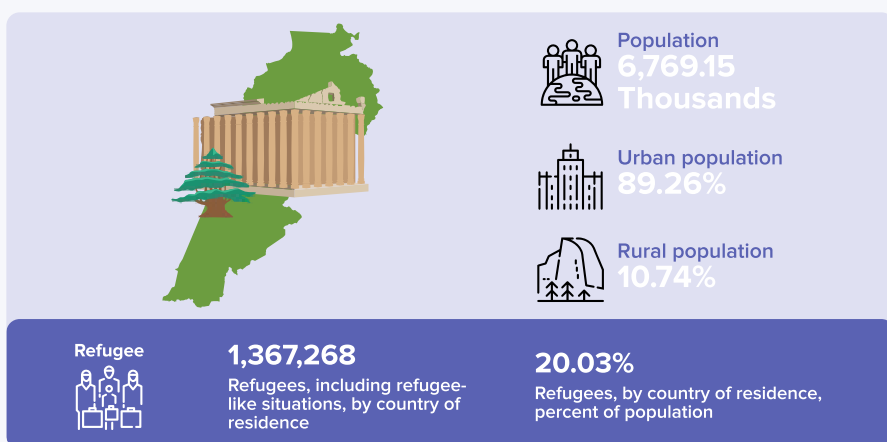 Population
6,769.15
Thousands
Urban population
89.26%
Rural population
10.74%
Refugee
1,367,268
Refugees, including refugee-
like situations, by country of
residence
20.03%
Refugees, by country of residence,
percent of population